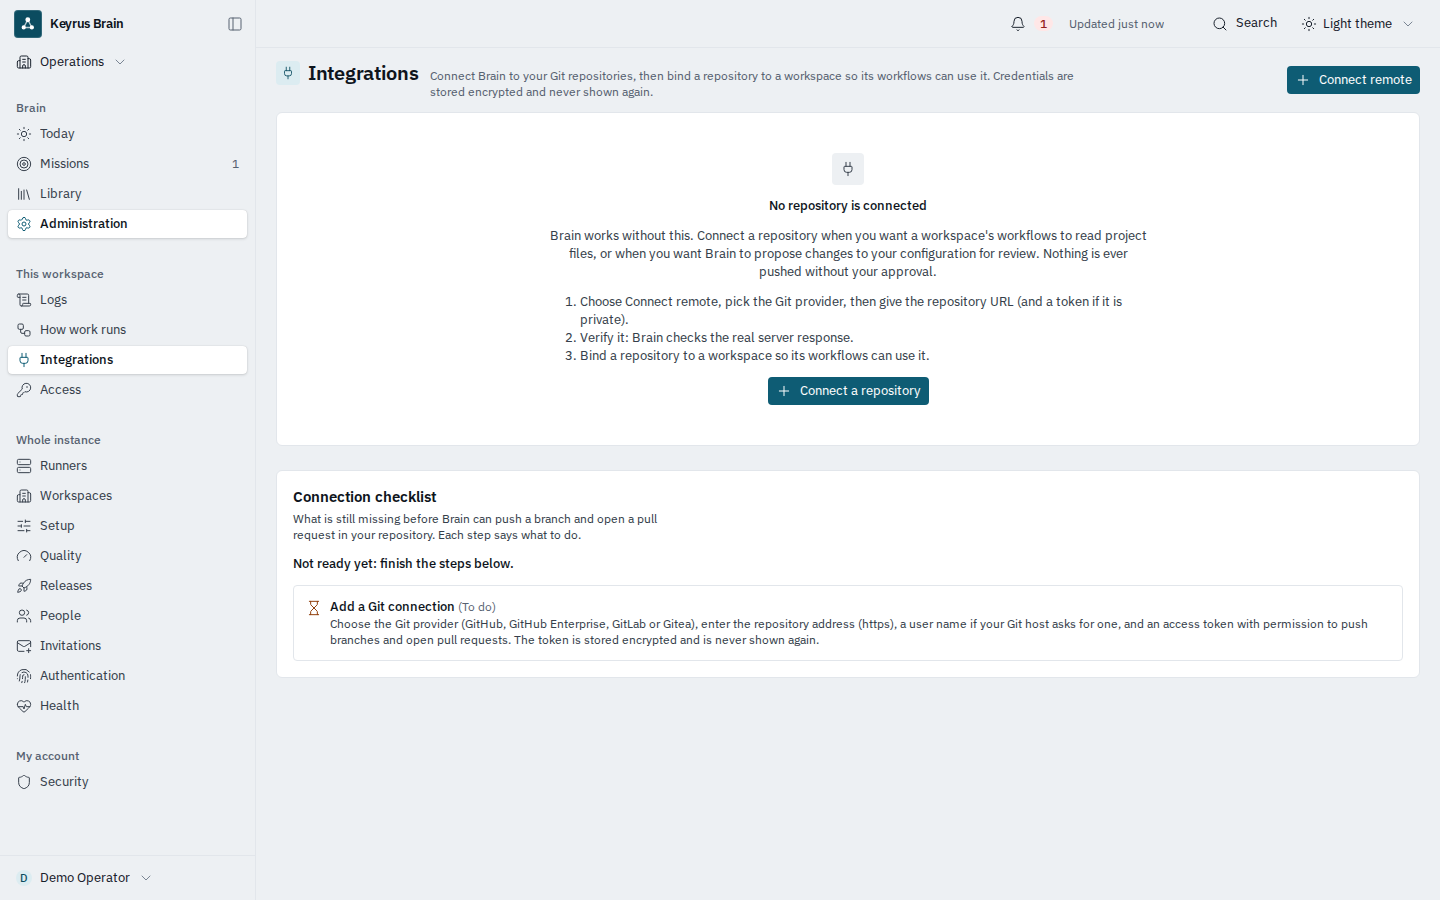 Keyrus Brain
Operations
Brain
Today
Missions 1
Library
Administration
This workspace
Logs
How work runs
Integrations
Access
Whole instance
Runners
Workspaces
Setup
Quality
Releases
People
Invitations
Authentication
Health
My account
Security
D Demo Operator
1 Updated just now Search Light theme
Integrations
Connect Brain to your Git repositories, then bind a repository to a workspace so its workflows can use it. Credentials are
stored encrypted and never shown again.
Connect remote
No repository is connected
Brain works without this. Connect a repository when you want a workspace's workflows to read project
files, or when you want Brain to propose changes to your configuration for review. Nothing is ever
pushed without your approval.
1. Choose Connect remote, pick the Git provider, then give the repository URL (and a token if it is
private).
2. Verify it: Brain checks the real server response.
3. Bind a repository to a workspace so its workflows can use it.
Connect a repository
Connection checklist
What is still missing before Brain can push a branch and open a pull
request in your repository. Each step says what to do.
Not ready yet: finish the steps below.
Add a Git connection (To do)
Choose the Git provider (GitHub, GitHub Enterprise, GitLab or Gitea), enter the repository address (https), a user name if your Git host asks for one, and an access token with permission to push
branches and open pull requests. The token is stored encrypted and is never shown again.